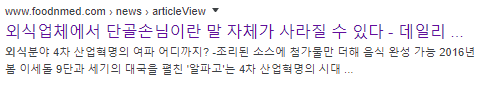 www.foodnmed.com › news › articleView
외식업체에서 단골손님이란 말 자체가 사라질 수 있다 - 데일리 ...
외식분야 4차 산업혁명의 여파 어디까지? -조리된 소스에 첨가물만 더해 음식 완성 가능 2016년
봄 이세돌 9단과 세기의 대국을 펼친 '알파고'는 4차 산업혁명의 시대 ...